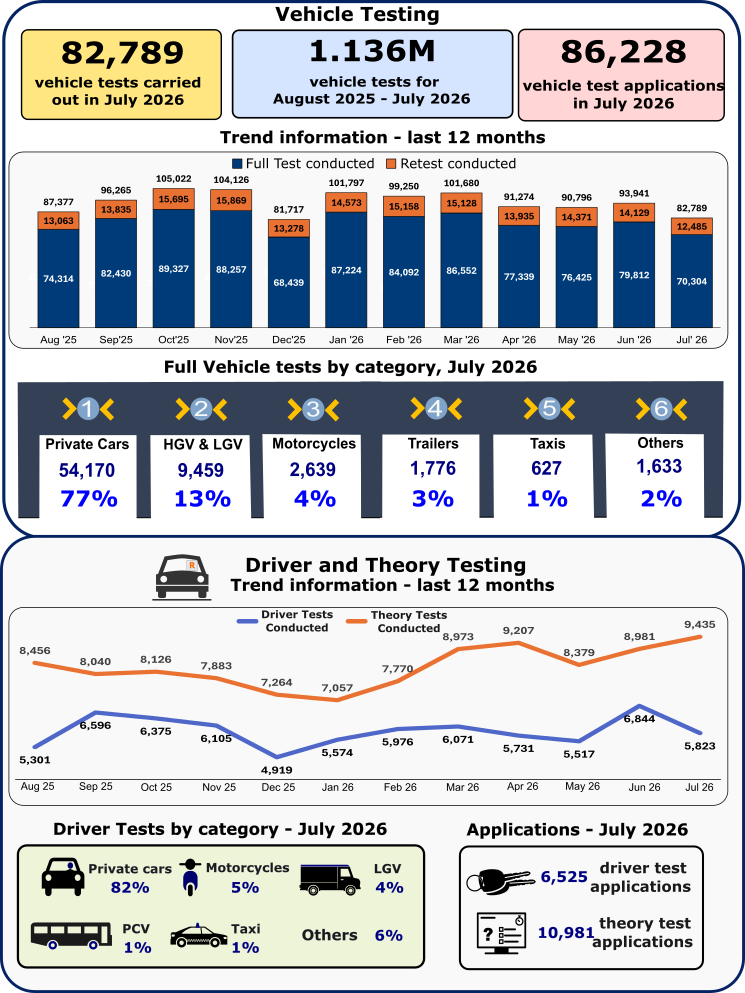 Vehicle Testing
82,789
vehicle tests carried
out in July 2026
1.136M
vehicle tests for
August 2025 - July 2026
86,228
vehicle test applications
in July 2026
Trend information - last 12 months
Full Test conducted Retest conducted
87,377 96,265 105,022 104,126 81,717 101,797 99,250 101,680 91,274 90,796 93,941 82,789
13,063 13,835 15,695 15,869 13,278 14,573 15,158 15,128 13,935 14,371 14,129 12,485
74,314 82,430 89,327 88,257 68,439 87,224 84,092 86,552 77,339 76,425 79,812 70,304
Aug '25 Sep'25 Oct'25 Nov'25 Dec'25 Jan '26 Feb '26 Mar '26 Apr '26 May '26 Jun '26 Jul' 26
Full Vehicle tests by category, July 2026
1 2 3 4 5 6
Private Cars HGV & LGV Motorcycles Trailers Taxis Others
54,170 9,459 2,639 1,776 627 1,633
77% 13% 4% 3% 1% 2%
R
Driver and Theory Testing
Trend information - last 12 months
Driver Tests
Conducted
Theory Tests
Conducted
8,456 8,040 8,126 7,883 7,264 7,057 7,770 8,973 9,207 8,379 8,981 9,435
5,301 6,596 6,375 6,105 4,919 5,574 5,976 6,071 5,731 5,517 6,844 5,823
Aug 25 Sep 25 Oct 25 Nov 25 Dec 25 Jan 26 Feb 26 Mar 26 Apr 26 May 26 Jun 26 Jul 26
Driver Tests by category - July 2026
Private cars
82%
Motorcycles
5%
LGV
4%
PCV
1%
Taxi
1%
Others 6%
Applications - July 2026
6,525 driver test
applications
?
10,981 theory test
applications